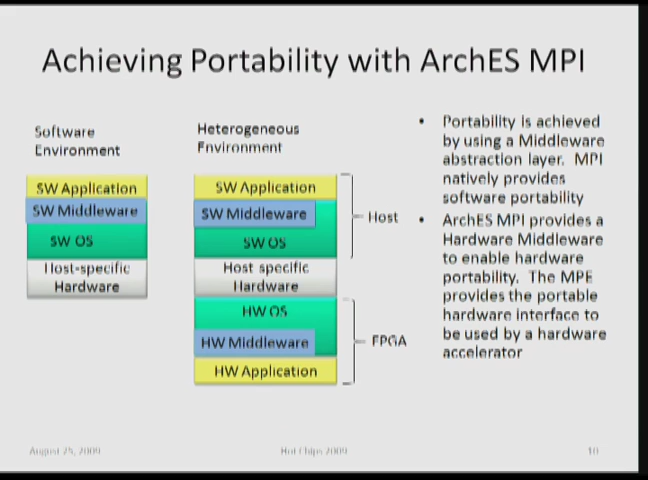 Achieving Portability with ArchES MPI
Software
Environment
SW Application
SW Middleware
SW OS
Host-specific
Hardware
Heterogeneous
Environment
SW Application
SW Middleware
SW OS
Host specific
Hardware
HW OS
HW Middleware
HW Application
Host
FPGA
• Portability is achieved
by using a Middleware
abstraction layer. MPI
natively provides
software portability
• ArchES MPI provides a
Hardware Middleware
to enable hardware
portability. The MPE
provides the portable
hardware interface to
be used by a hardware
accelerator
August 25, 2009
Hot Chips 2009
10